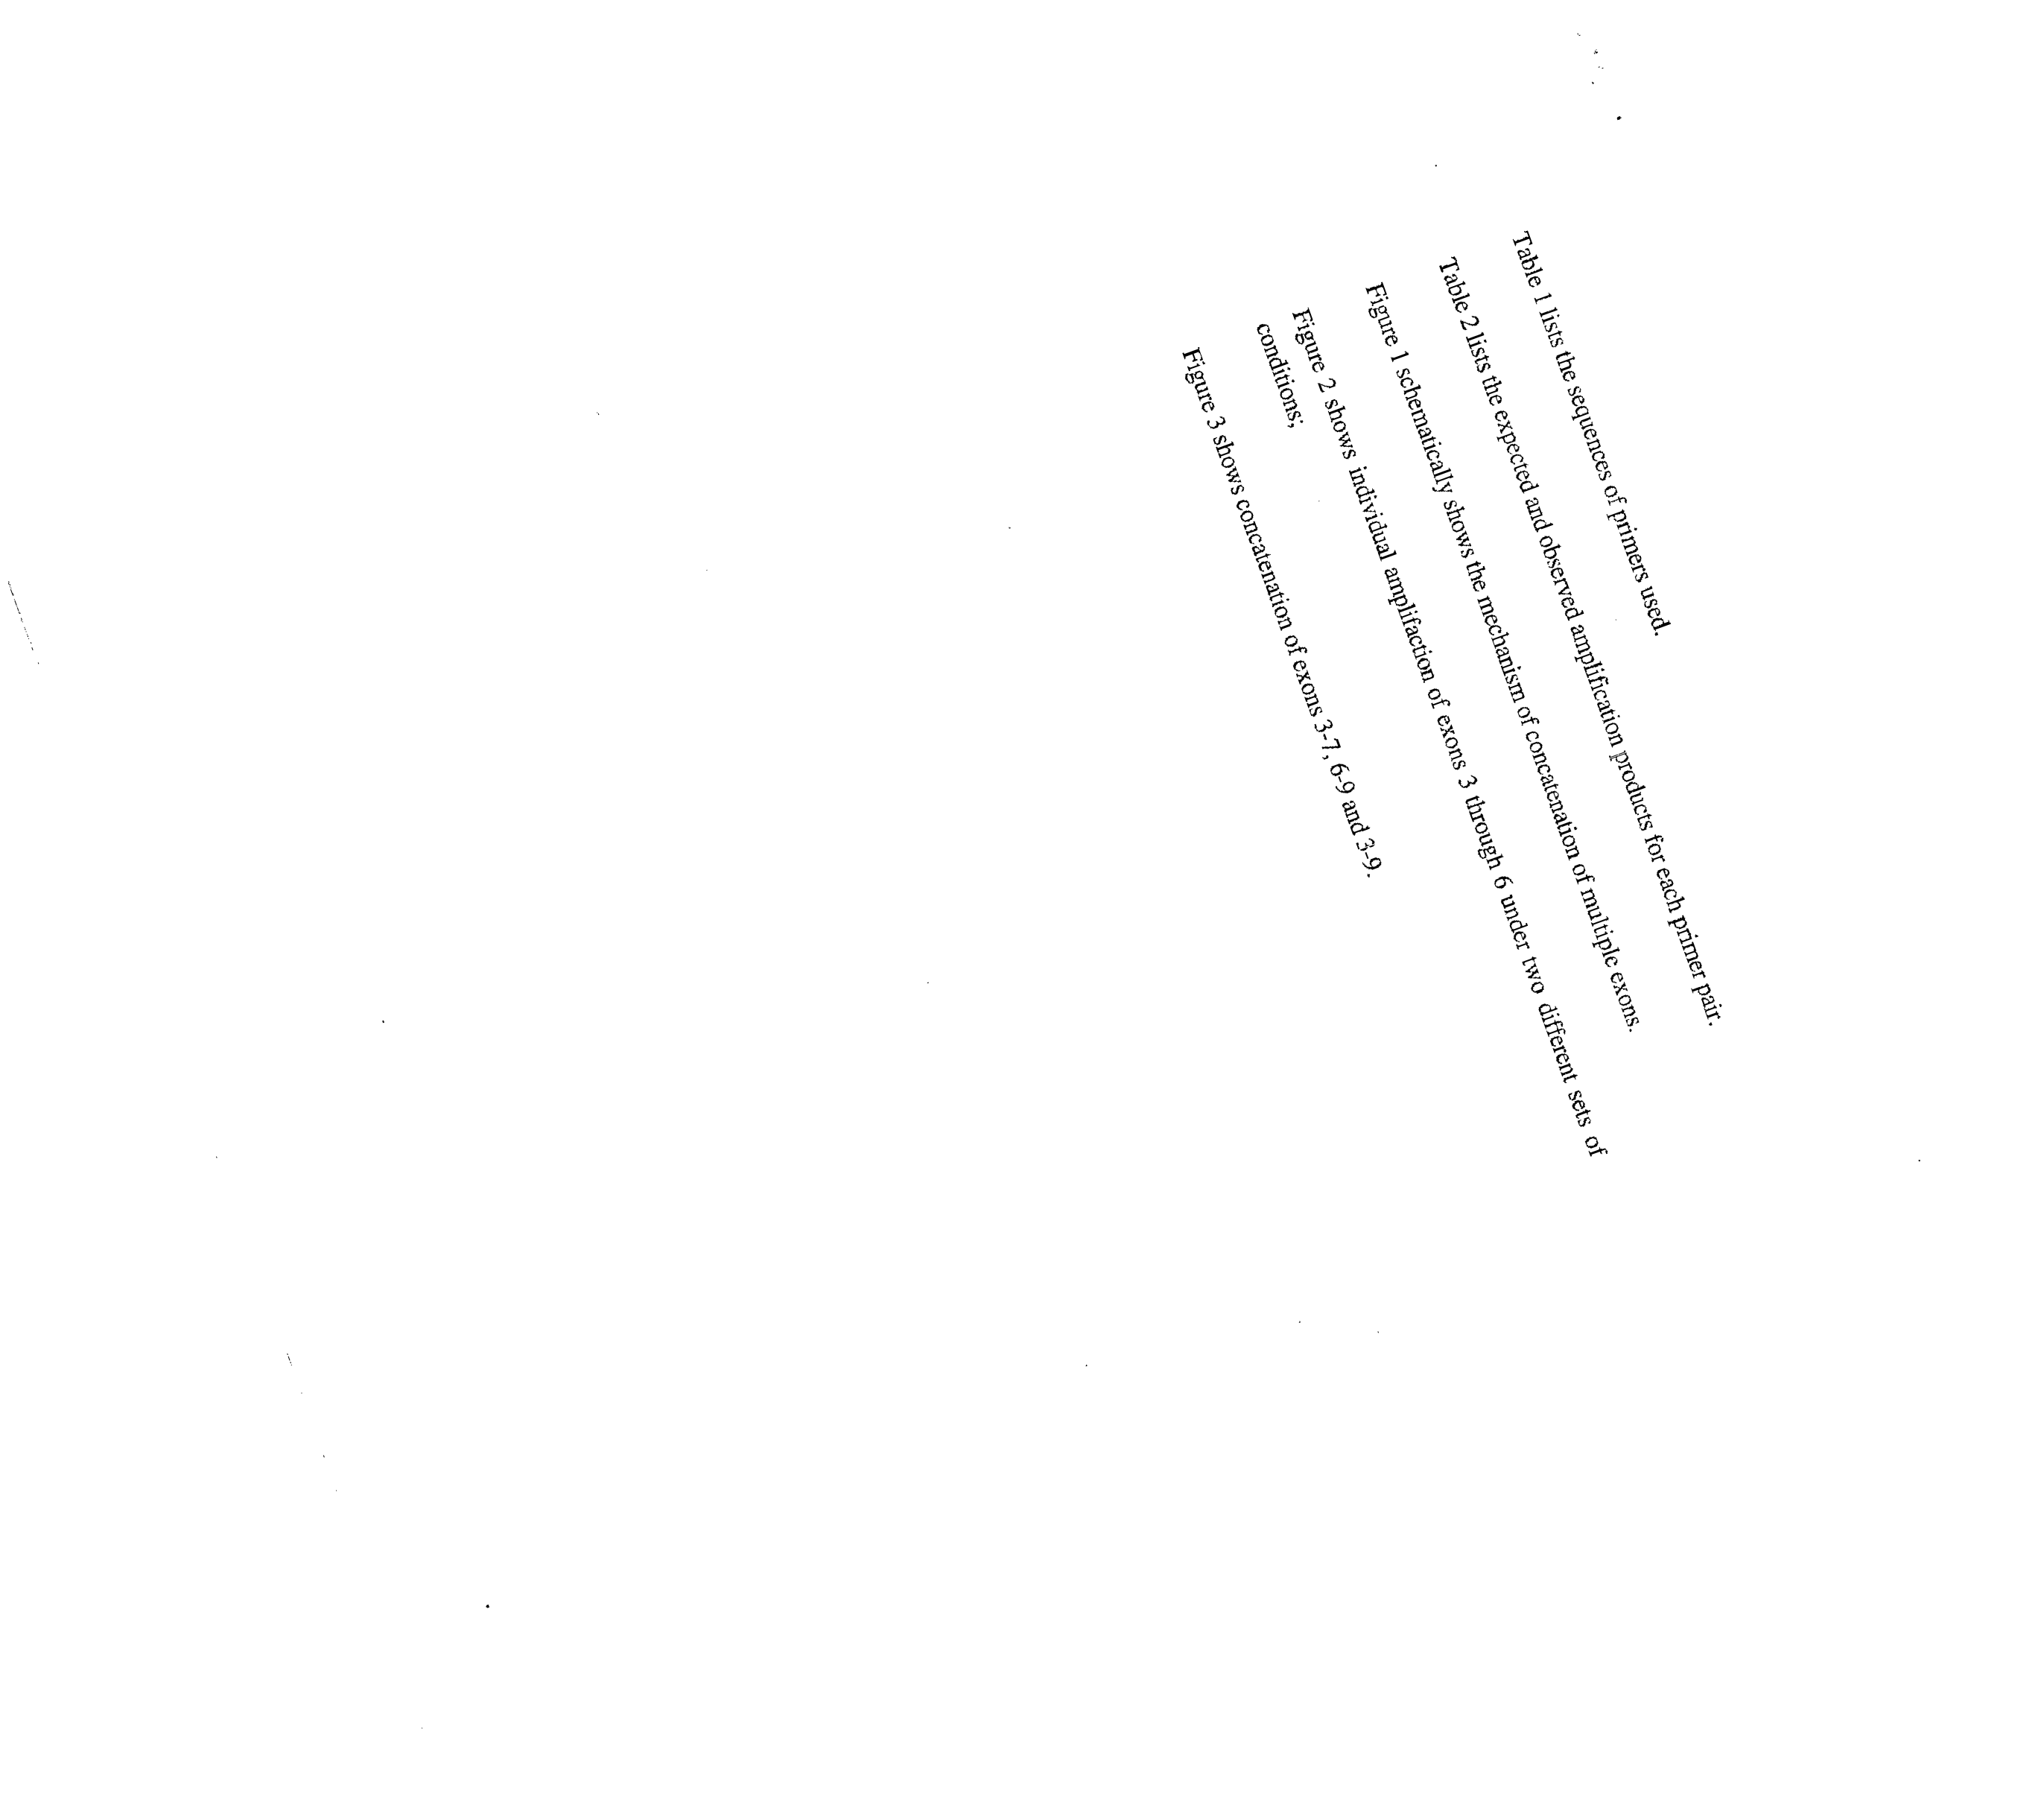 Table 1 lists the sequences of primers used.
Table 2 lists the expected and observed amplification products for each primer pair.
Figure 1 schematically shows the mechanism of concatenation of multiple exons.
Figure 2 shows individual amplifaction of exons 3 through 6 under two different sets of
conditions;
Figure 3 shows concatenation of exons 3-7, 6-9 and 3-9.